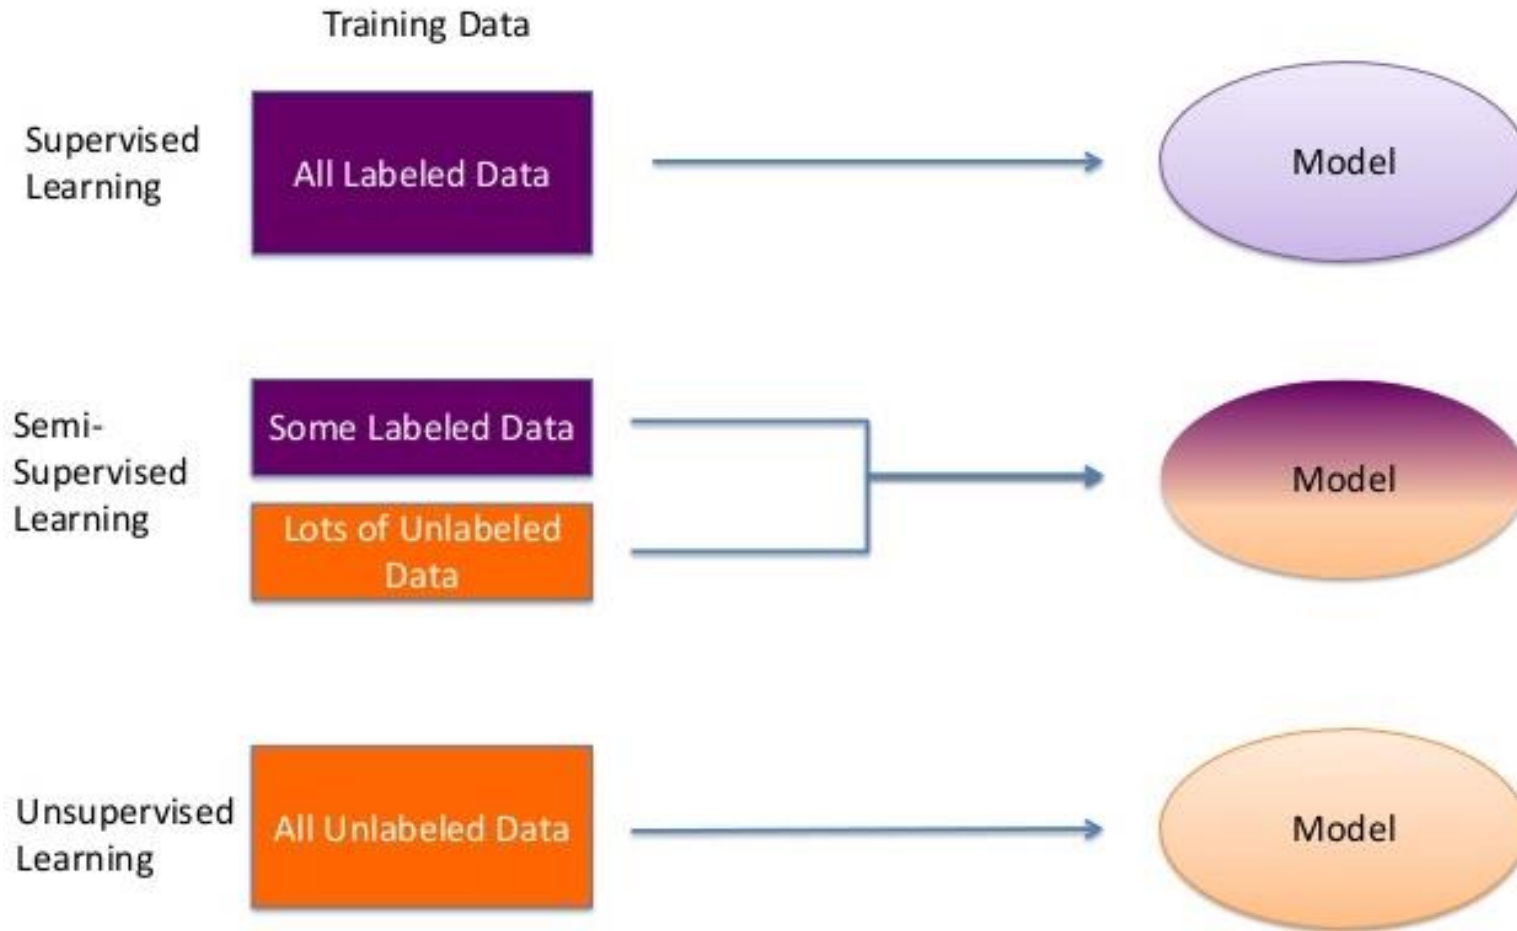 Training Data
Supervised
Learning
All Labeled Data
Model
Semi-
Supervised
Learning
Some Labeled Data
Lots of Unlabeled
Data
Model
Unsupervised
Learning
All Unlabeled Data
Model